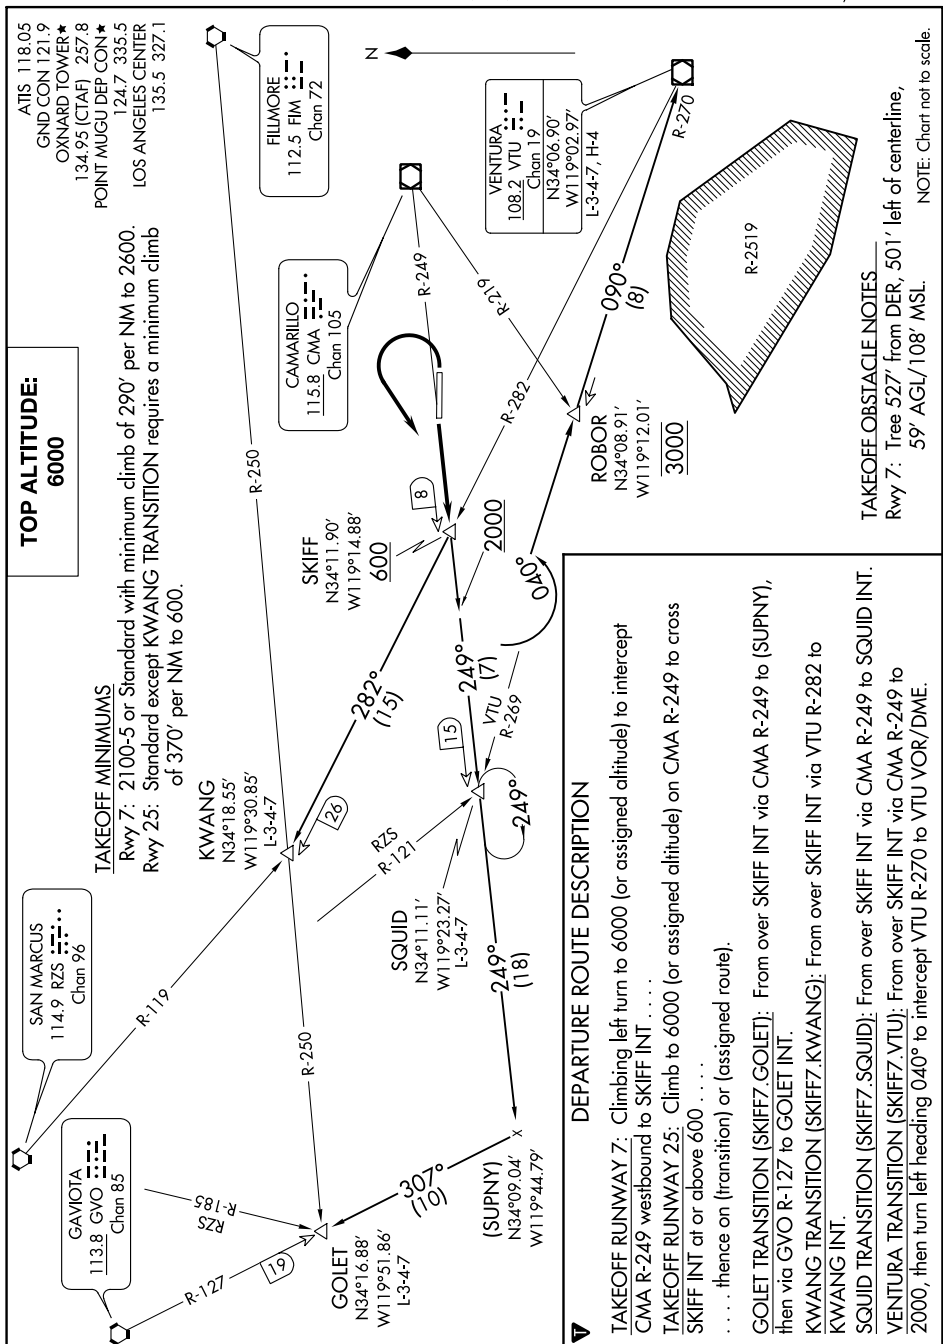 ATIS 118.05
GND CON 121.9
OXNARD TOWER★
134.95 (CTAF) 257.8
POINT MUGU DEP CON★
124.7 335.5
LOS ANGELES CENTER
135.5 327.1
TOP ALTITUDE:
6000
TAKEOFF MINIMUMS
Rwy 7: 2100-5 or Standard with minimum climb of 290' per NM to 2600.
Rwy 25: Standard except KWANG TRANSITION requires a minimum climb
of 370' per NM to 600.
SAN MARCUS
114.9 RZS
Chan 96
GAVIOTA
113.8 GVO
Chan 85
FILLMORE
112.5 FIM
Chan 72
CAMARILLO
115.8 CMA
Chan 105
VENTURA
108.2 VTU
Chan 19
N34°06.90'
W119°02.97'
L-3-4-7, H-4
N
KWANG
N34°18.55'
W119°30.85'
L-3-4-7
SKIFF
N34°11.90'
W119°14.88'
600
SQUID
N34°11.11'
W119°23.27'
L-3-4-7
GOLET
N34°16.88'
W119°51.86'
L-3-4-7
(SUPNY)
N34°09.04'
W119°44.79'
ROBOR
N34°08.91'
W119°12.01'
3000
R-119
R-127
RZS
R-185
R-250
R-250
RZS
R-121
R-249
R-219
R-282
R-270
VTU
R-269
19
26
15
8
307°
(10)
249°
(18)
249°
249°
(7)
282°
(15)
2000
040°
090°
(8)
X
R-2519
TAKEOFF OBSTACLE NOTES
Rwy 7: Tree 527' from DER, 501' left of centerline,
59' AGL/108' MSL.
NOTE: Chart not to scale.
T
DEPARTURE ROUTE DESCRIPTION
TAKEOFF RUNWAY 7: Climbing left turn to 6000 (or assigned altitude) to intercept
CMA R-249 westbound to SKIFF INT . . . .
TAKEOFF RUNWAY 25: Climb to 6000 (or assigned altitude) on CMA R-249 to cross
SKIFF INT at or above 600 . . . .
. . . . thence on (transition) or (assigned route).
GOLET TRANSITION (SKIFF7.GOLET): From over SKIFF INT via CMA R-249 to (SUPNY),
then via GVO R-127 to GOLET INT.
KWANG TRANSITION (SKIFF7.KWANG): From over SKIFF INT via VTU R-282 to
KWANG INT.
SQUID TRANSITION (SKIFF7.SQUID): From over SKIFF INT via CMA R-249 to SQUID INT.
VENTURA TRANSITION (SKIFF7.VTU): From over SKIFF INT via CMA R-249 to
2000, then turn left heading 040° to intercept VTU R-270 to VTU VOR/DME.